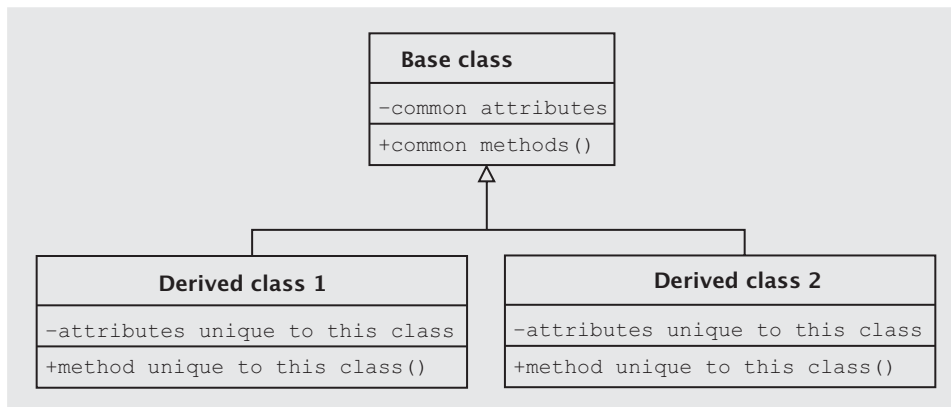 Base class
-common attributes
+common methods()
Derived class 1
-attributes unique to this class
+method unique to this class()
Derived class 2
-attributes unique to this class
+method unique to this class()